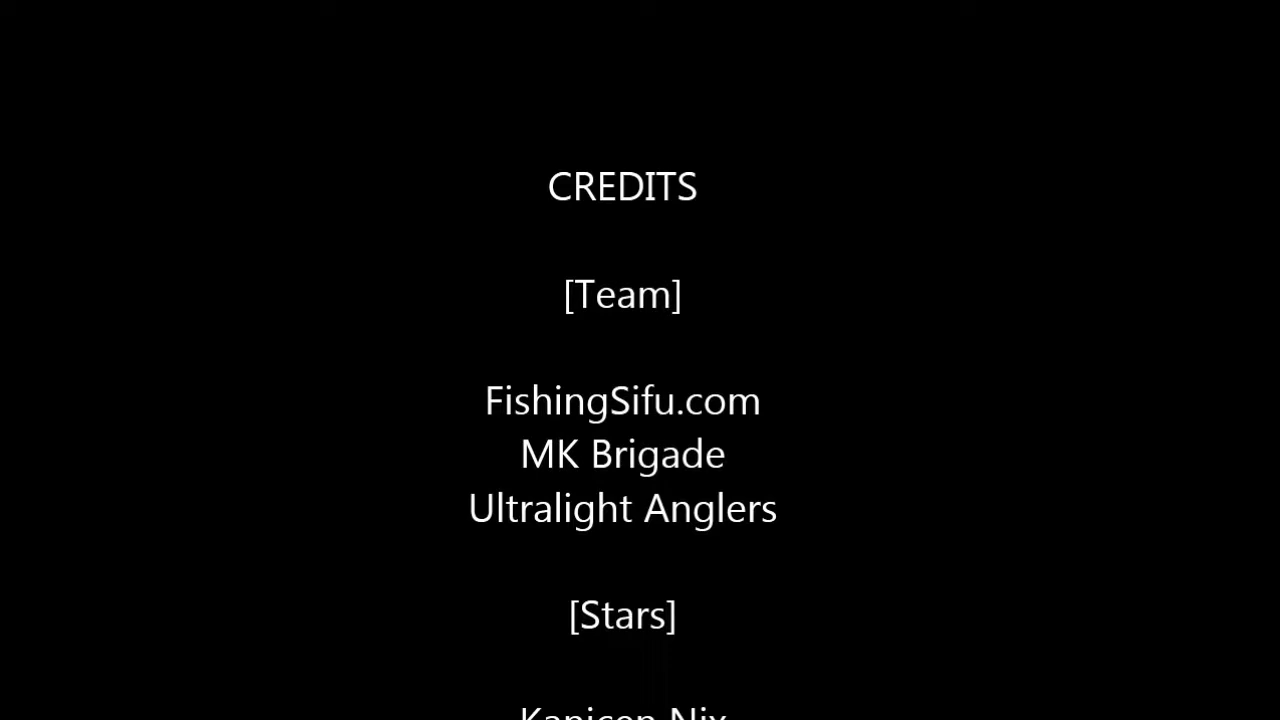 CREDITS
[Team]
FishingSifu.com
MK Brigade
Ultralight Anglers
[Stars]